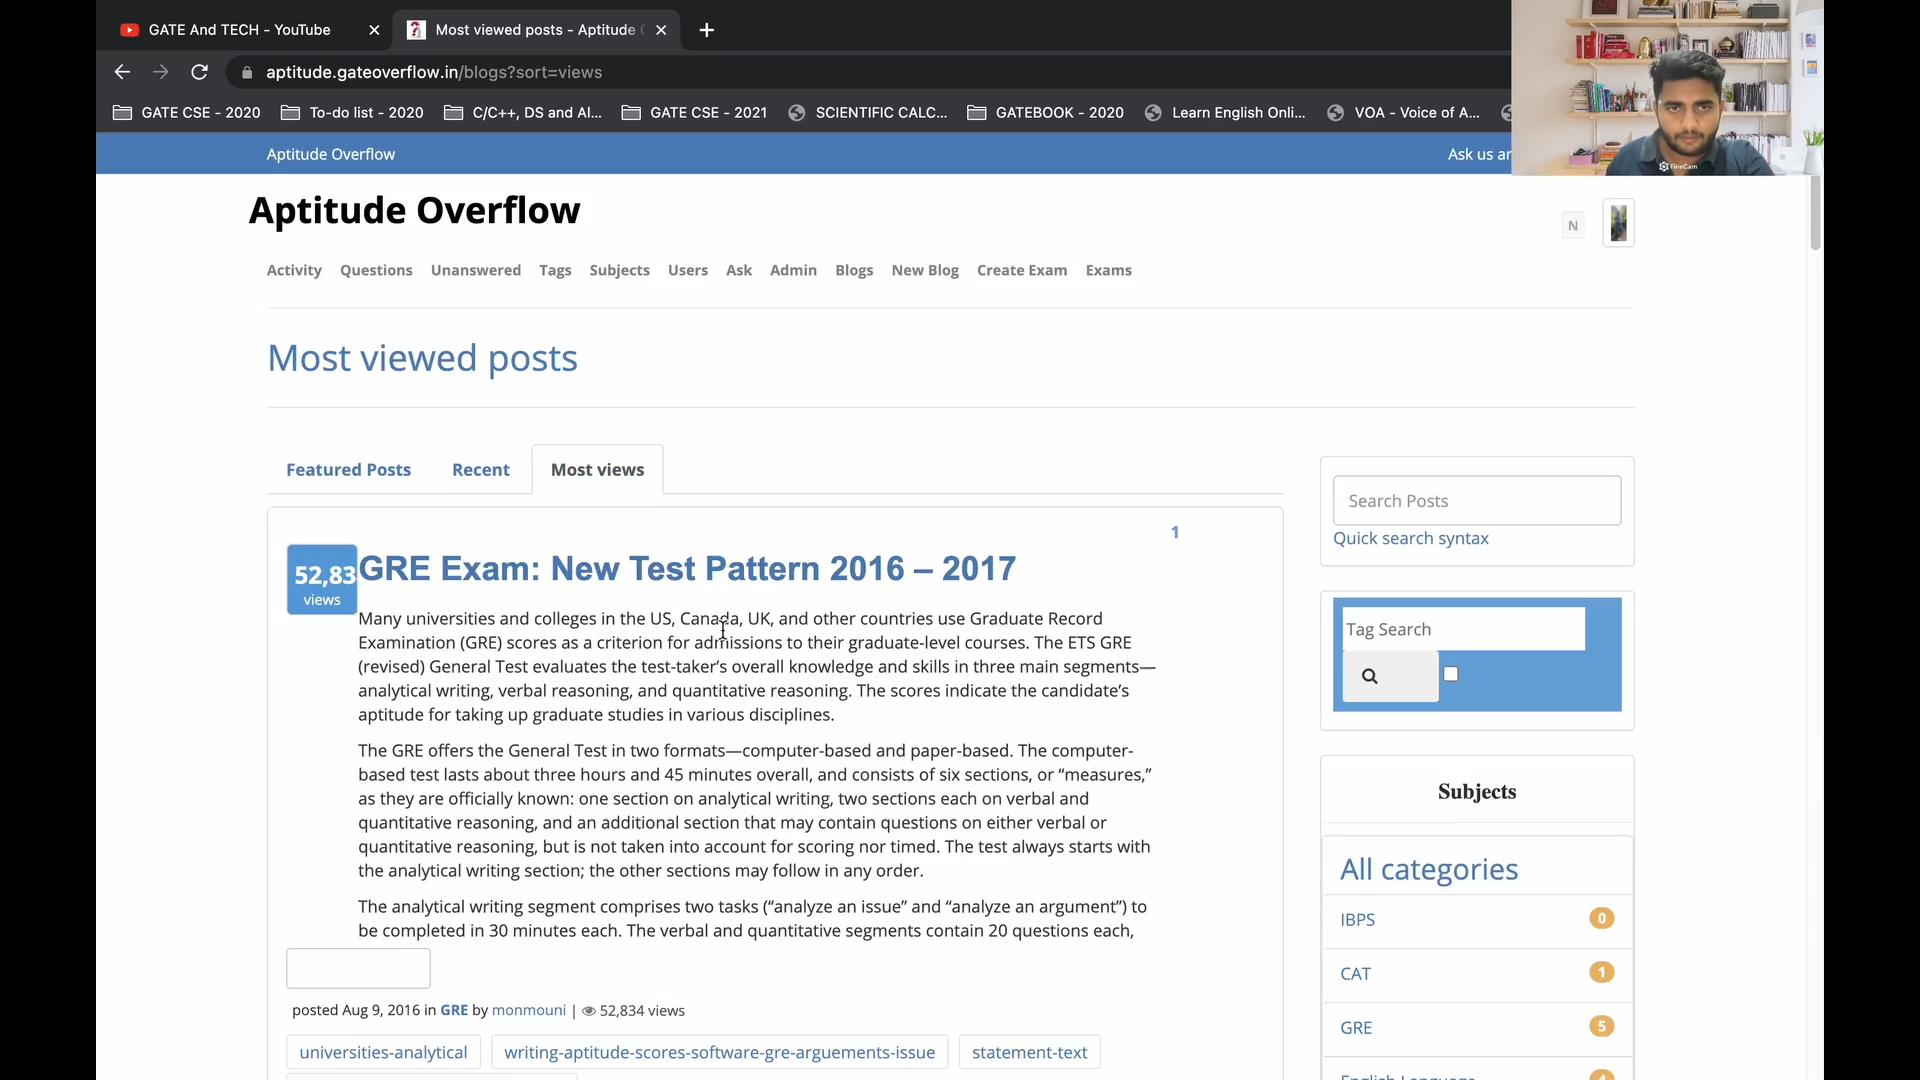 GATE And TECH - YouTube
Most viewed posts - Aptitude
aptitude.gateoverflow.in/blogs?sort=views
GATE CSE - 2020
To-do list - 2020
C/C++, DS and Al...
GATE CSE - 2021
SCIENTIFIC CALC...
GATEBOOK - 2020
Learn English Onli...
VOA - Voice of A...
FineCam
Aptitude Overflow
Ask us
Aptitude Overflow
N
Activity Questions Unanswered Tags Subjects Users Ask Admin Blogs New Blog Create Exam Exams
Most viewed posts
Featured Posts Recent Most views
1
52,83
views
GRE Exam: New Test Pattern 2016 – 2017
Many universities and colleges in the US, Canada, UK, and other countries use Graduate Record
Examination (GRE) scores as a criterion for admissions to their graduate-level courses. The ETS GRE
(revised) General Test evaluates the test-taker’s overall knowledge and skills in three main segments—
analytical writing, verbal reasoning, and quantitative reasoning. The scores indicate the candidate’s
aptitude for taking up graduate studies in various disciplines.
The GRE offers the General Test in two formats—computer-based and paper-based. The computer-
based test lasts about three hours and 45 minutes overall, and consists of six sections, or “measures,”
as they are officially known: one section on analytical writing, two sections each on verbal and
quantitative reasoning, and an additional section that may contain questions on either verbal or
quantitative reasoning, but is not taken into account for scoring nor timed. The test always starts with
the analytical writing section; the other sections may follow in any order.
The analytical writing segment comprises two tasks (“analyze an issue” and “analyze an argument”) to
be completed in 30 minutes each. The verbal and quantitative segments contain 20 questions each,
posted Aug 9, 2016 in GRE by monmouni | 52,834 views
universities-analytical
writing-aptitude-scores-software-gre-arguements-issue
statement-text
Search Posts
Quick search syntax
Tag Search
Subjects
All categories
IBPS 0
CAT 1
GRE 5
English Language